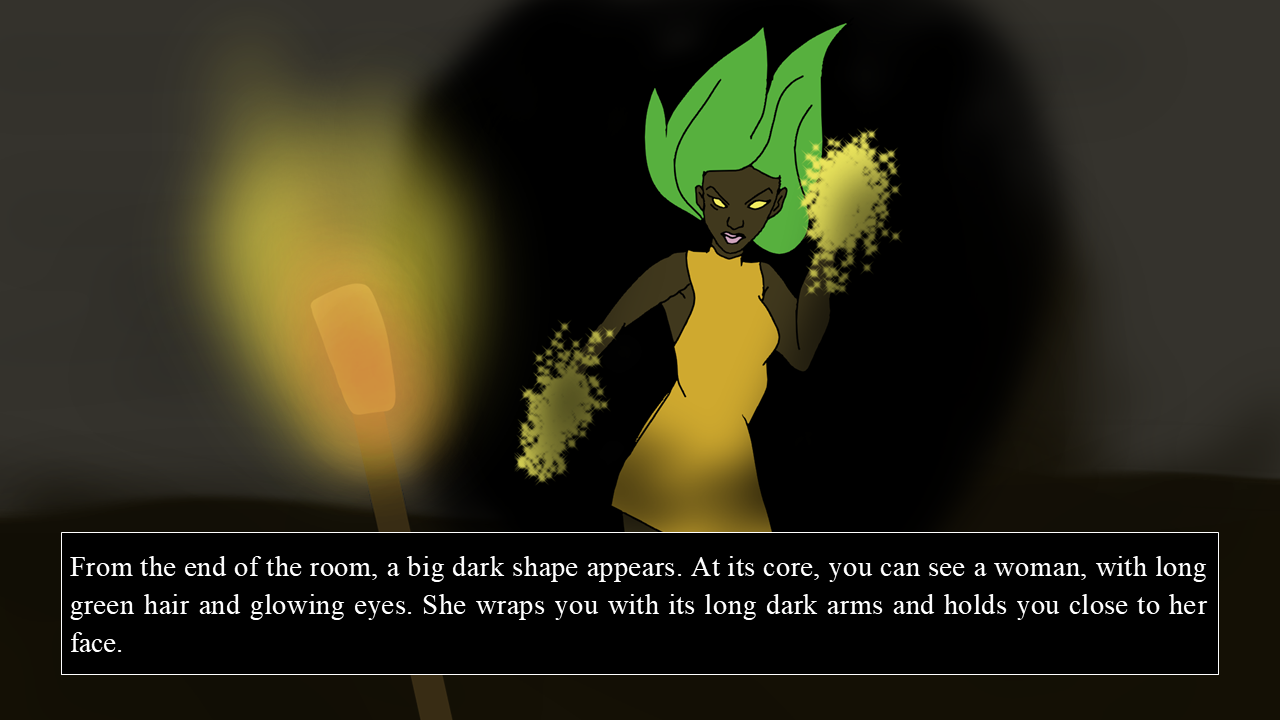 From the end of the room, a big dark shape appears. At its core, you can see a woman, with long
green hair and glowing eyes. She wraps you with its long dark arms and holds you close to her
face.